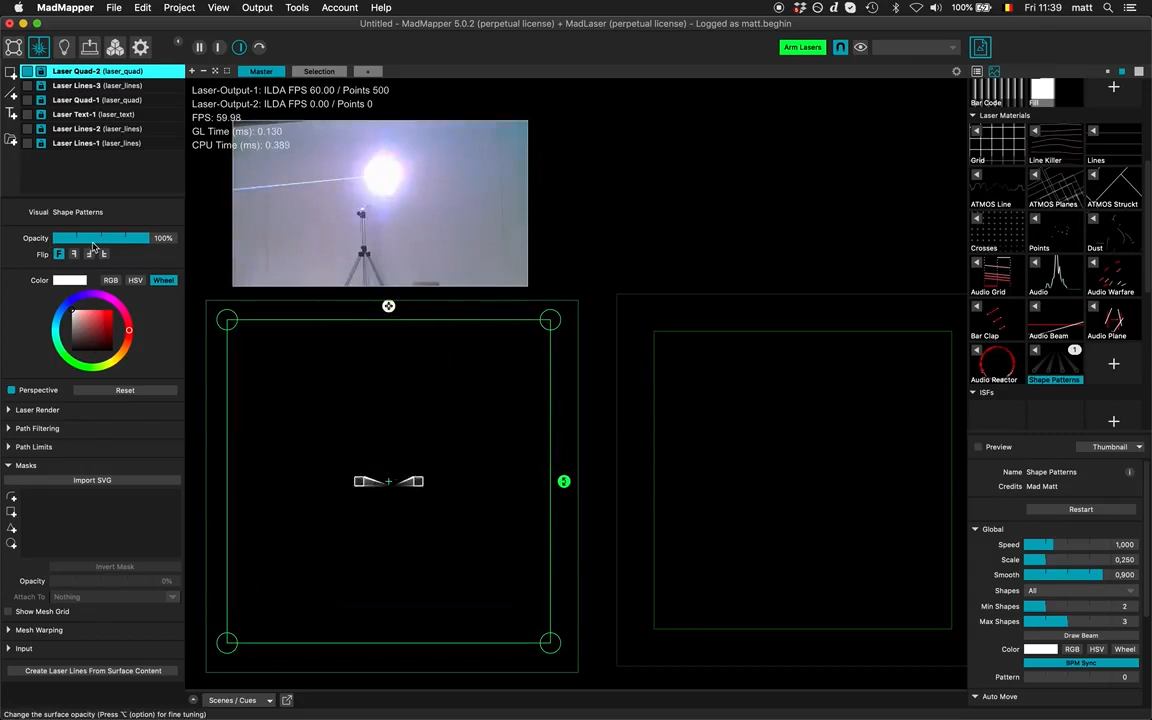 MadMapper File Edit Project View Output Tools Account Help
100% Fri 11:39 matt
Untitled - MadMapper 5.0.2 (perpetual license) + MadLaser (perpetual license) - Logged as matt.beghin
Arm Lasers
Laser Quad-2 (laser_quad)
Laser Lines-3 (laser_lines)
Laser Quad-1 (laser_quad)
Laser Text-1 (laser_text)
Laser Lines-2 (laser_lines)
Laser Lines-1 (laser_lines)
Visual Shape Patterns
Opacity 100%
Flip
Color RGB HSV Wheel
Perspective Reset
Laser Render
Path Filtering
Path Limits
Masks
Import SVG
Invert Mask
Opacity 0%
Attach To Nothing
Show Mesh Grid
Mesh Warping
Input
Create Laser Lines From Surface Content
Change the surface opacity (Press ⌥ (option) for fine tuning)
Master Selection +
Laser-Output-1: ILDA FPS 60.00 / Points 500
Laser-Output-2: ILDA FPS 0.00 / Points 0
FPS: 59.98
GL Time (ms): 0.130
CPU Time (ms): 0.389
Scenes / Cues
Bar Code Fill
Laser Materials
Grid Line Killer Lines
ATMOS Line ATMOS Planes ATMOS Struckt
Crosses Points Dust
Audio Grid Audio Audio Warfare
Bar Clap Audio Beam Audio Plane
1
Audio Reactor Shape Patterns
ISFs
Preview Thumbnail
Name Shape Patterns
Credits Mad Matt
Restart
Global
Speed 1,000
Scale 0,250
Smooth 0,900
Shapes All
Min Shapes 2
Max Shapes 3
Draw Beam
Color RGB HSV Wheel
BPM Sync
Pattern 0
Auto Move